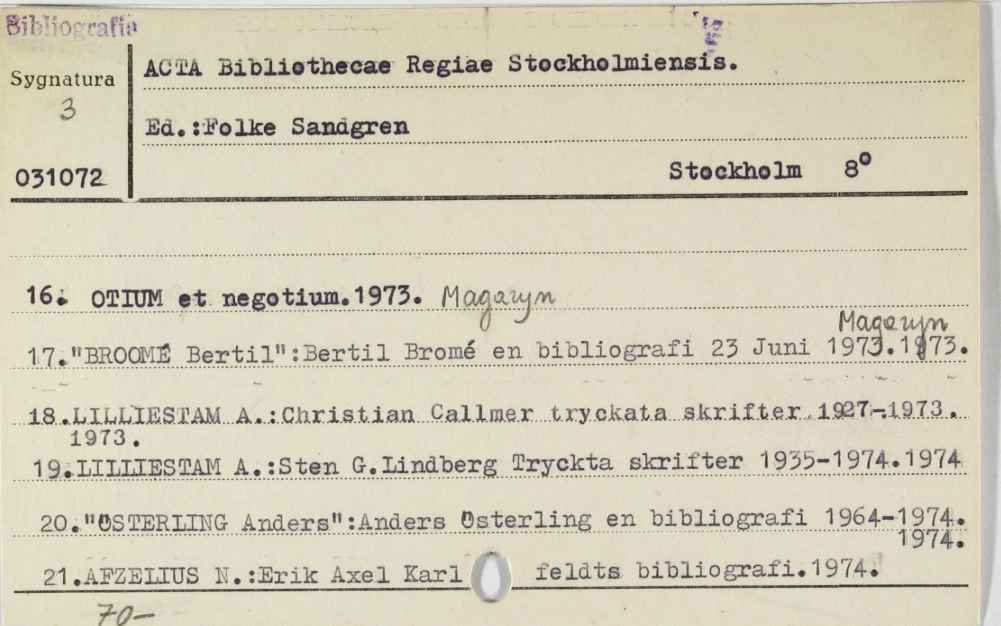 Bibliografia
ACTA Bibliothecae Regiae Stockholmiensis.
Sygnatura
3
Ed.:Folke Sandgren
031072
Stockholm 8°
16. OTIUM et negotium.1973. Magazyn
Magazyn
17."BROOMÉ Bertil":Bertil Bromé en bibliografi 23 Juni 1973.1973.
18.LILLIESTAM A.:Christian Callmer tryckata skrifter 1927-1973.
1973.
19.LILLIESTAM A.:Sten G.Lindberg Tryckta skrifter 1935-1974.1974
20."ÖSTERLING Anders":Anders Österling en bibliografi 1964-1974.
1974.
21.AFZELIUS N.:Erik Axel Karl feldts bibliografi.1974.
70-